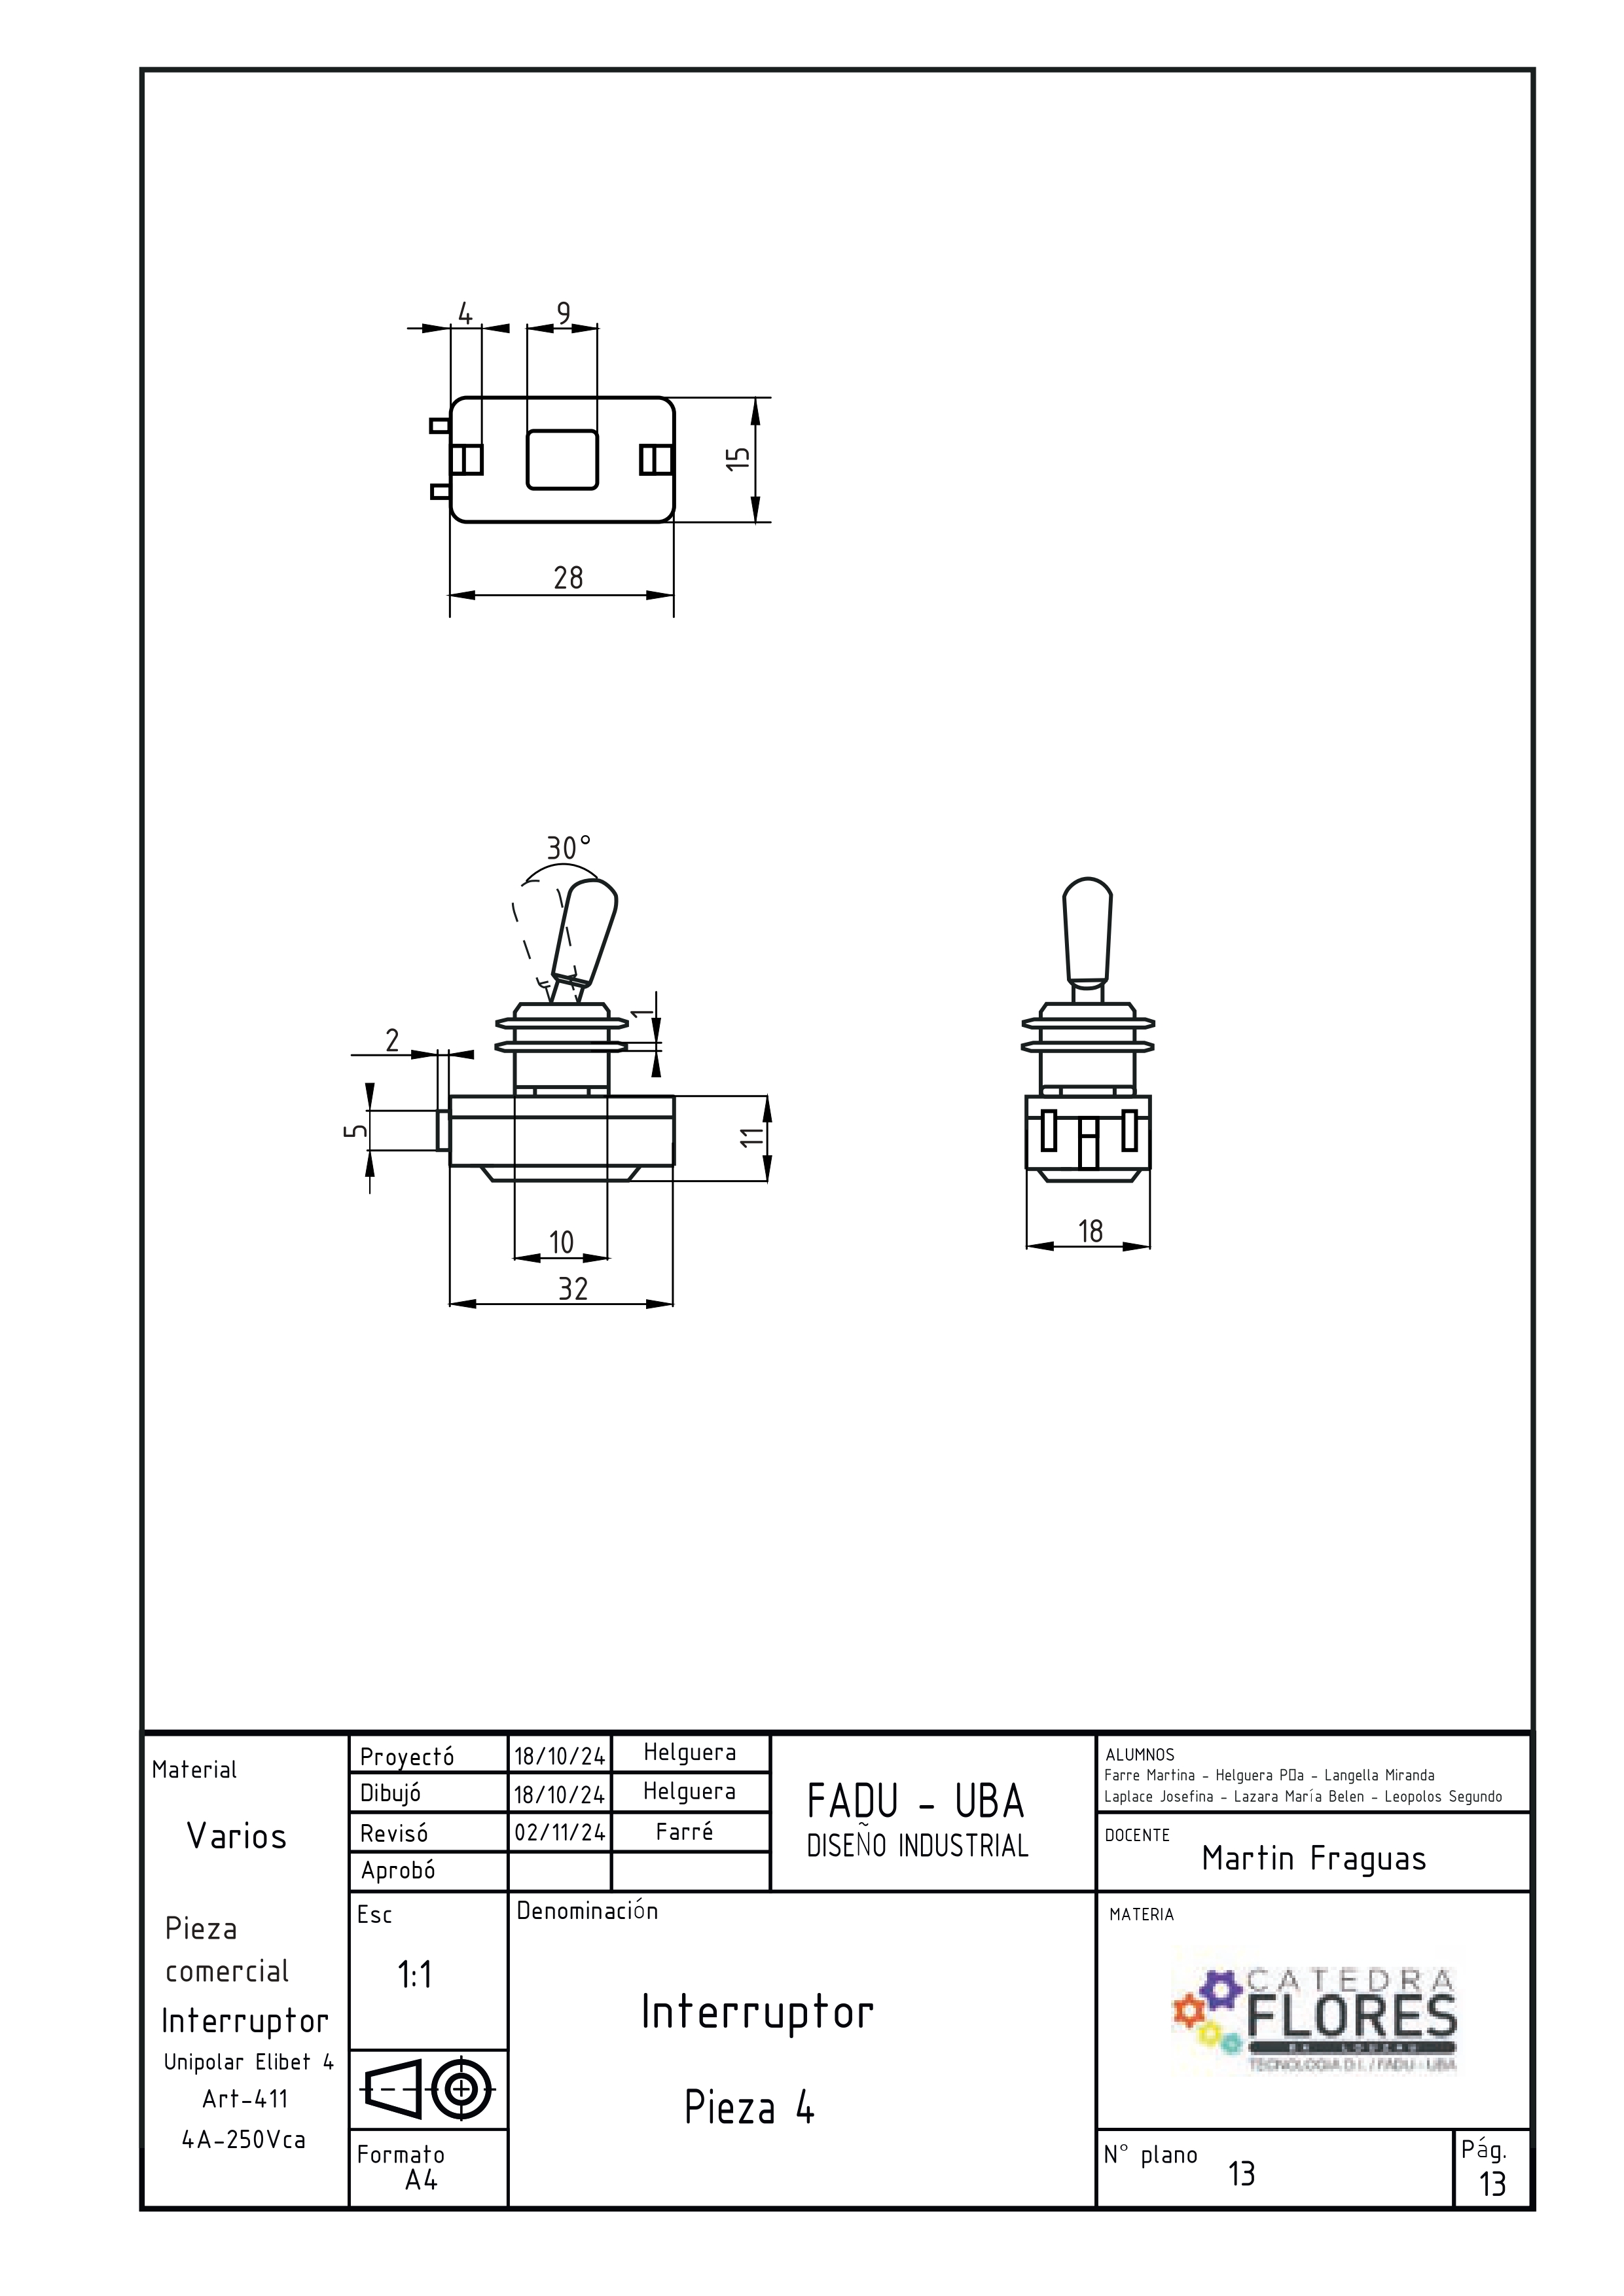 4
9
15
28
30°
1
2
5
11
10
32
18
Material
Varios
Pieza
comercial
Interruptor
Unipolar Elibet 4
Art-411
4A-250Vca
Proyectó 18/10/24 Helguera
Dibujó 18/10/24 Helguera
Revisó 02/11/24 Farré
Aprobó
Esc
1:1
Formato
A4
FADU - UBA
DISEÑO INDUSTRIAL
Denominación
Interruptor
Pieza 4
ALUMNOS
Farre Martina - Helguera P□a - Langella Miranda
Laplace Josefina - Lazara María Belen - Leopolos Segundo
DOCENTE
Martin Fraguas
MATERIA
CATEDRA
FLORES
TECNOLOGIA D.I. / FADU - UBA
N° plano 13
Pág.
13